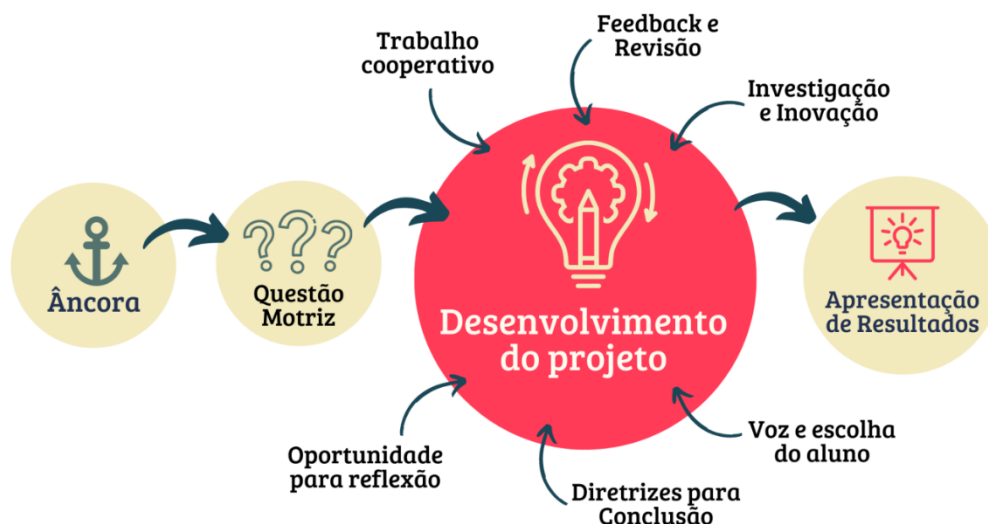 Trabalho
cooperativo
Feedback e
Revisão
Investigação
e Inovação
Âncora
???
Questão
Motriz
Desenvolvimento
do projeto
Apresentação
de Resultados
Oportunidade
para reflexão
Diretrizes para
Conclusão
Voz e escolha
do aluno